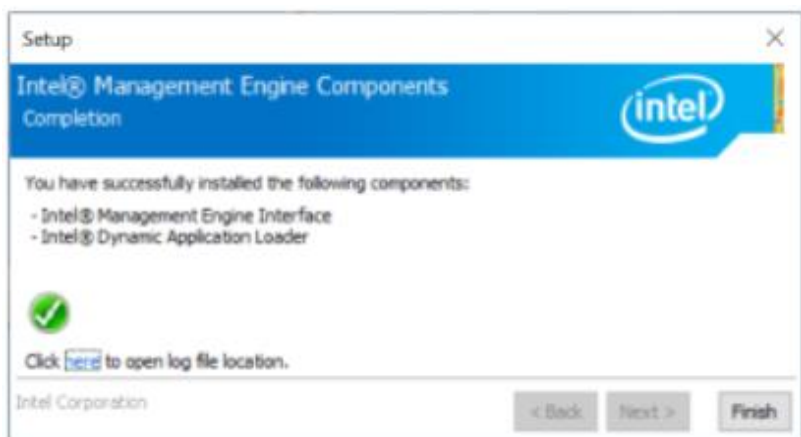 Setup
Intel® Management Engine Components
Completion
intel
You have successfully installed the following components:
- Intel® Management Engine Interface
- Intel® Dynamic Application Loader
Click here to open log file location.
Intel Corporation
< Back
Next >
Finish